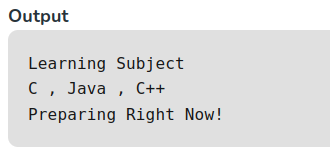 Output
Learning Subject
C , Java , C++
Preparing Right Now!